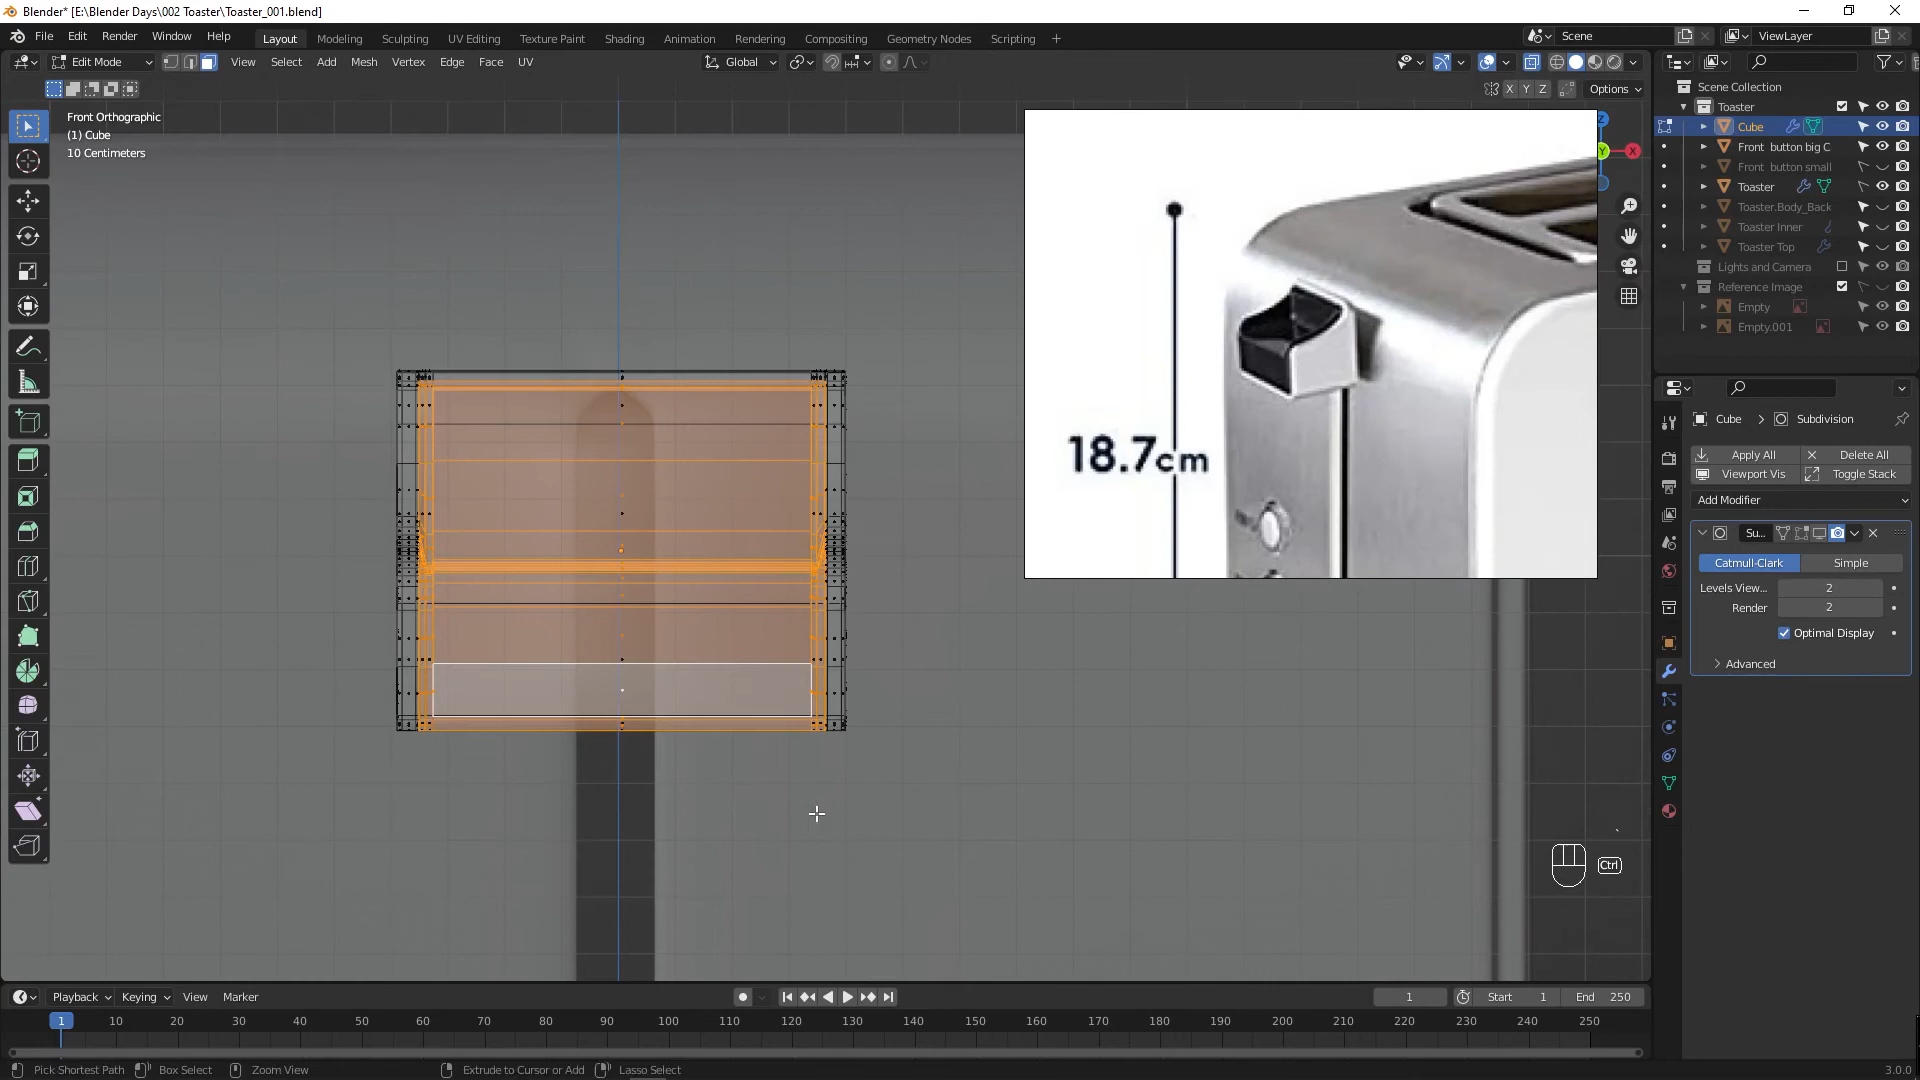 Blender* [E:\Blender Days\002 Toaster\Toaster_001.blend]
File Edit Render Window Help
Layout Modeling Sculpting UV Editing Texture Paint Shading Animation Rendering Compositing Geometry Nodes Scripting +
Scene
ViewLayer
Edit Mode
View Select Add Mesh Vertex Edge Face UV
Global
X Y Z
Options
Front Orthographic
(1) Cube
10 Centimeters
18.7cm
Z
Y
X
Ctrl
Scene Collection
Toaster
Cube
Front button big C
Front button small
Toaster
Toaster.Body_Back
Toaster Inner
Toaster Top
Lights and Camera
Reference Image
Empty
Empty.001
Cube > Subdivision
Apply All
Delete All
Viewport Vis
Toggle Stack
Add Modifier
Su...
Catmull-Clark
Simple
Levels View... 2
Render 2
Optimal Display
Advanced
Playback Keying View Marker
1
Start 1
End 250
1 10 20 30 40 50 60 70 80 90 100 110 120 130 140 150 160 170 180 190 200 210 220 230 240 250
Pick Shortest Path
Box Select
Zoom View
Extrude to Cursor or Add
Lasso Select
3.0.0